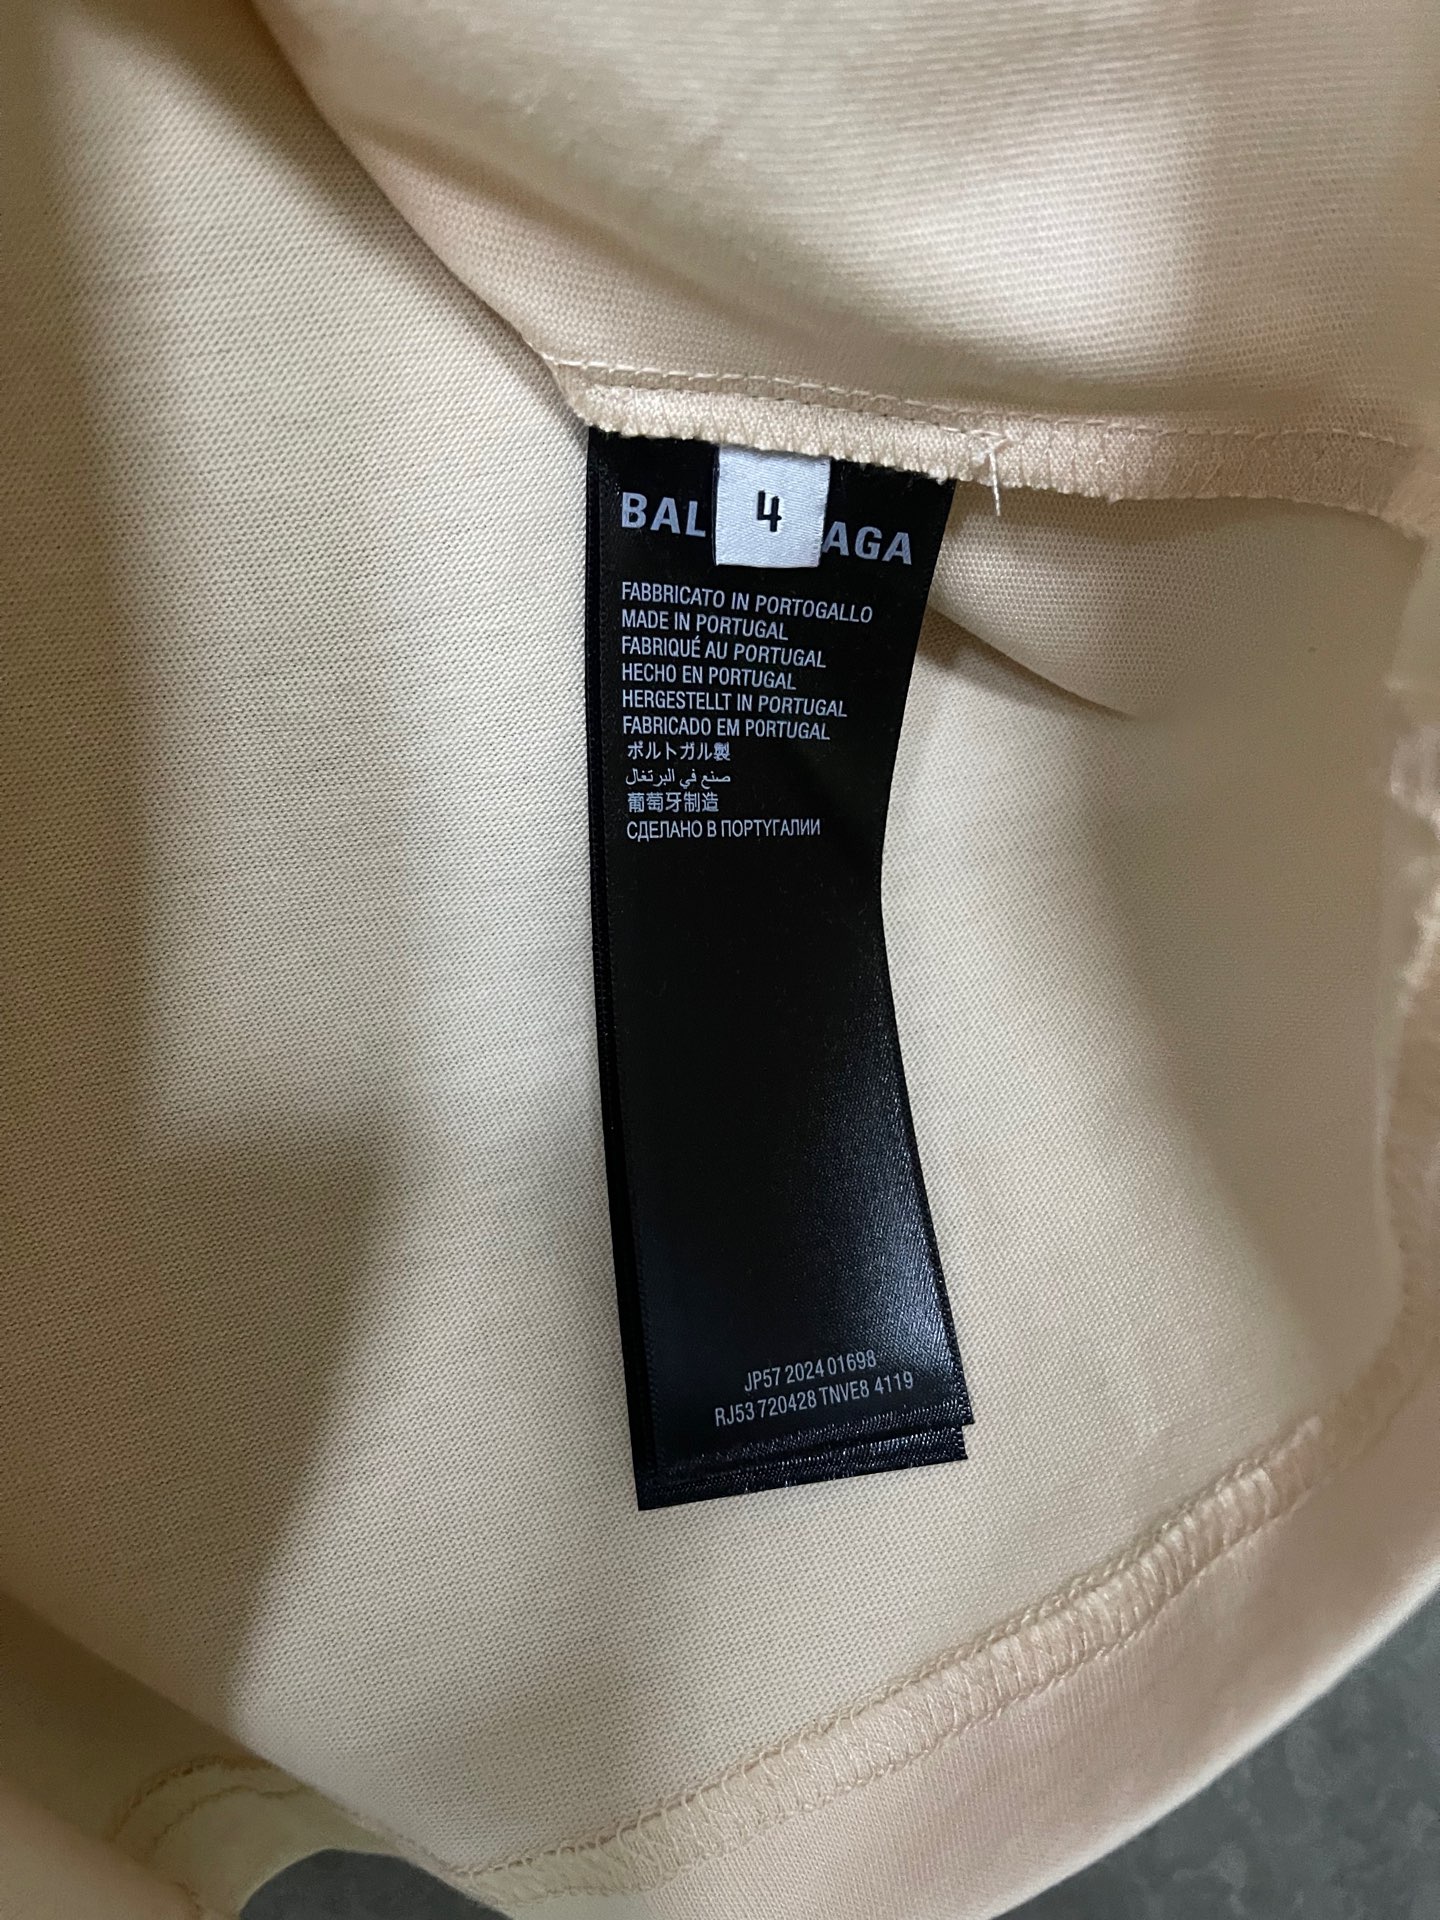 BAL 4 AGA
FABBRICATO IN PORTOGALLO
MADE IN PORTUGAL
FABRIQUÉ AU PORTUGAL
HECHO EN PORTUGAL
HERGESTELLT IN PORTUGAL
FABRICADO EM PORTUGAL
ポルトガル製
صنع في البرتغال
葡萄牙制造
СДЕЛАНО В ПОРТУГАЛИИ
JP57 2024 01698
RJ53 720428 TNVE8 4119